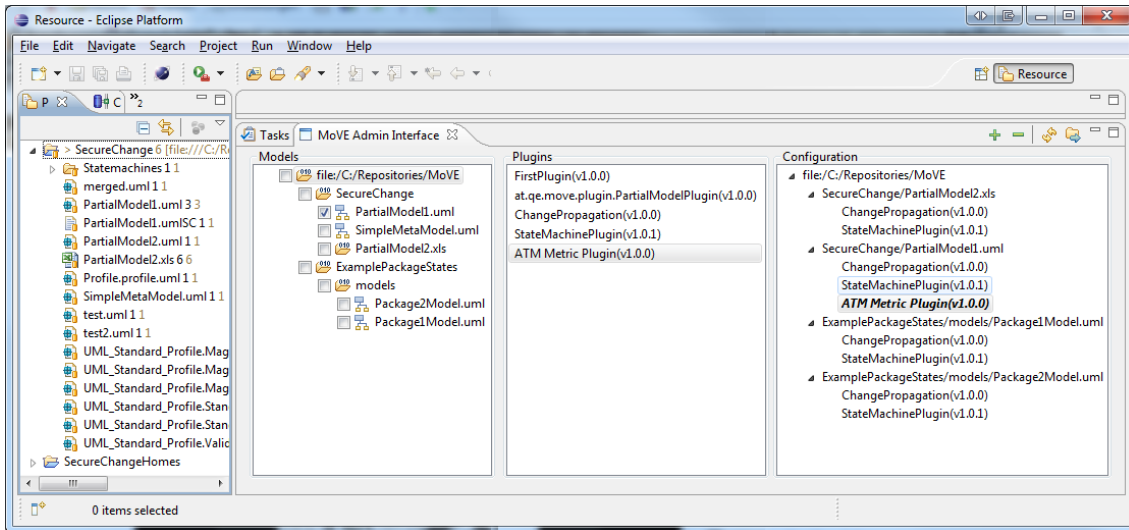 Resource - Eclipse Platform
File Edit Navigate Search Project Run Window Help
Resource
P
C
»2
> SecureChange 6 [file:///C:/R
Statemachines 1 1
merged.uml 1 1
PartialModel1.uml 3 3
PartialModel1.umlSC 1 1
PartialModel2.uml 1 1
PartialModel2.xls 6 6
Profile.profile.uml 1 1
SimpleMetaModel.uml 1 1
test.uml 1 1
test2.uml 1 1
UML_Standard_Profile.Mag
UML_Standard_Profile.Mag
UML_Standard_Profile.Mag
UML_Standard_Profile.Stan
UML_Standard_Profile.Stan
UML_Standard_Profile.Valid
SecureChangeHomes
Tasks
MoVE Admin Interface
Models
file:/C:/Repositories/MoVE
SecureChange
PartialModel1.uml
SimpleMetaModel.uml
PartialModel2.xls
ExamplePackageStates
models
Package2Model.uml
Package1Model.uml
Plugins
FirstPlugin(v1.0.0)
at.qe.move.plugin.PartialModelPlugin(v1.0.0)
ChangePropagation(v1.0.0)
StateMachinePlugin(v1.0.1)
ATM Metric Plugin(v1.0.0)
Configuration
file:/C:/Repositories/MoVE
SecureChange/PartialModel2.xls
ChangePropagation(v1.0.0)
StateMachinePlugin(v1.0.1)
SecureChange/PartialModel1.uml
ChangePropagation(v1.0.0)
StateMachinePlugin(v1.0.1)
ATM Metric Plugin(v1.0.0)
ExamplePackageStates/models/Package1Model.uml
ChangePropagation(v1.0.0)
StateMachinePlugin(v1.0.1)
ExamplePackageStates/models/Package2Model.uml
ChangePropagation(v1.0.0)
StateMachinePlugin(v1.0.1)
0 items selected